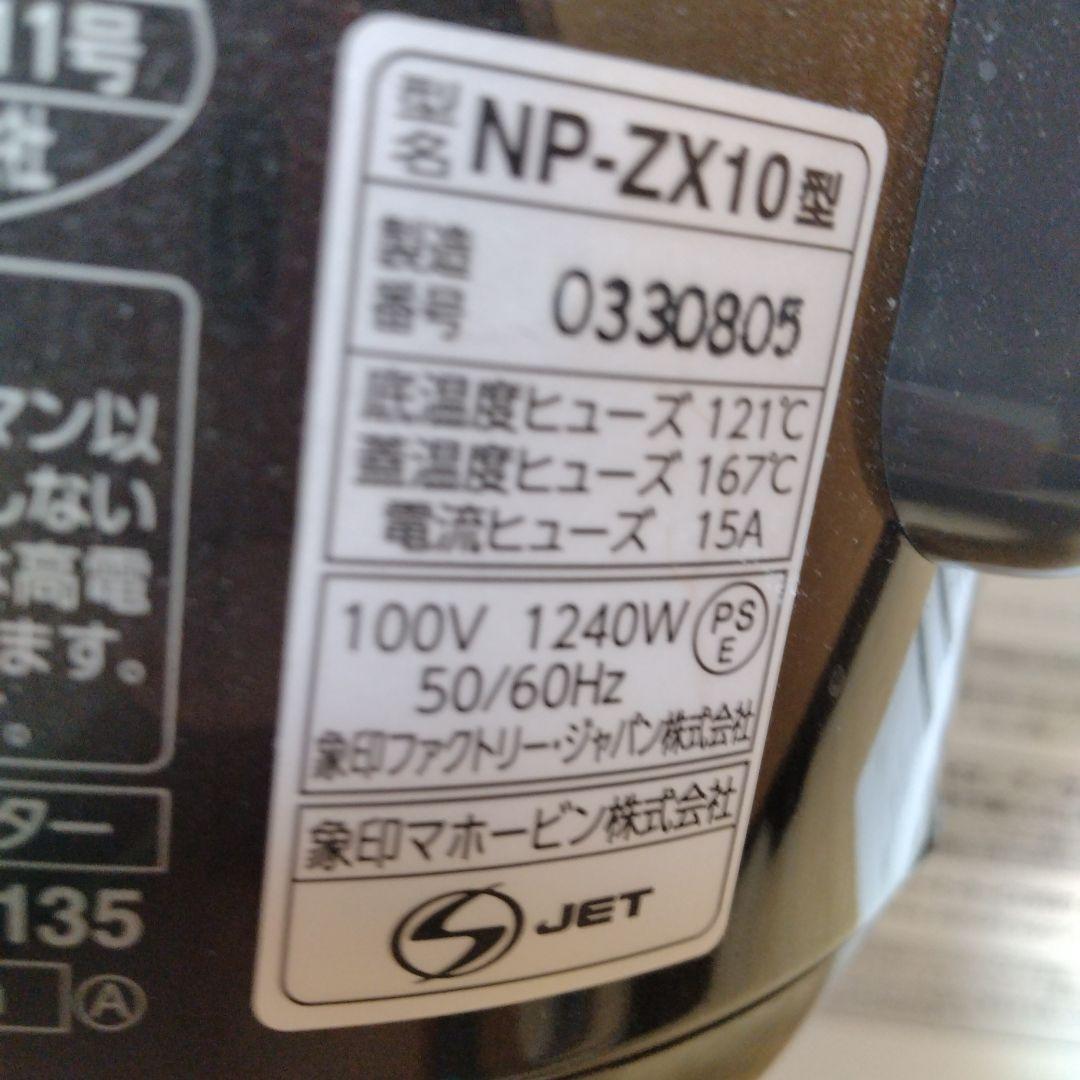 11号
社
マン以
しない
高電
ます。
。
ター
135
A
型名 NP-ZX10型
製造番号 0330805
底温度ヒューズ 121℃
蓋温度ヒューズ 167℃
電流ヒューズ 15A
100V 1240W PSE
50/60Hz
象印ファクトリー・ジャパン株式会社
象印マホービン株式会社
JET